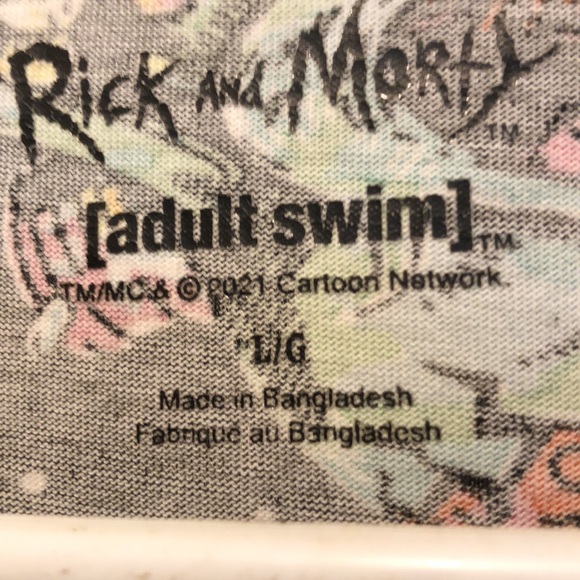 Rick and Morty TM
[adult swim] TM
TM/MC & © 2021 Cartoon Network.
L/G
Made in Bangladesh
Fabriqué au Bangladesh